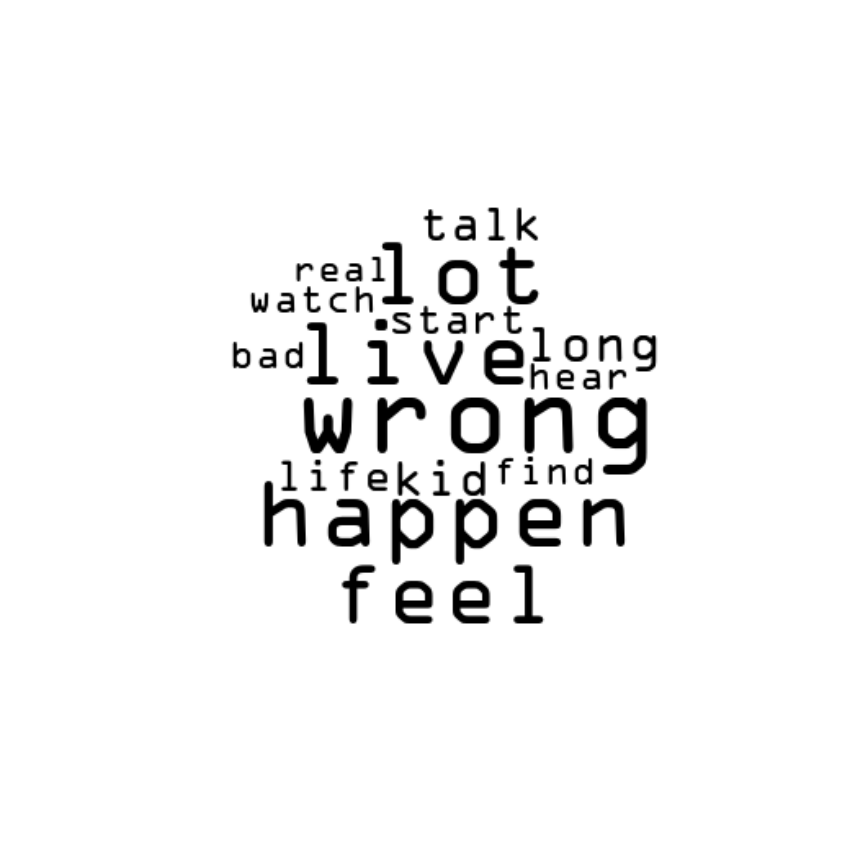 talk
real lot
watch
start
bad live long
hear
wrong
life kid find
happen
feel